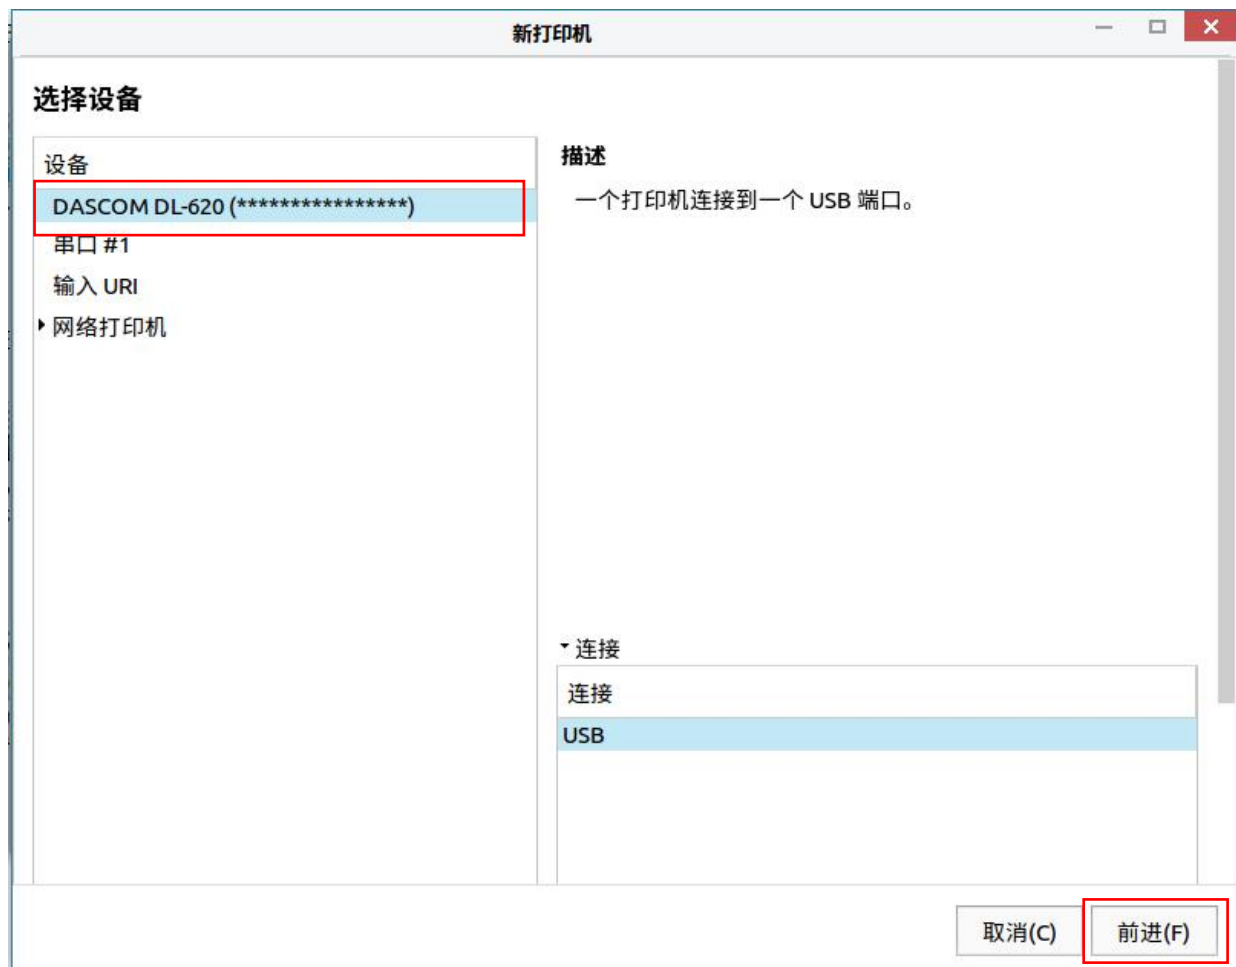 新打印机
选择设备
设备
DASCOM DL-620 (****************)
串口 #1
输入 URI
网络打印机
描述
一个打印机连接到一个 USB 端口。
连接
连接
USB
取消(C)
前进(F)